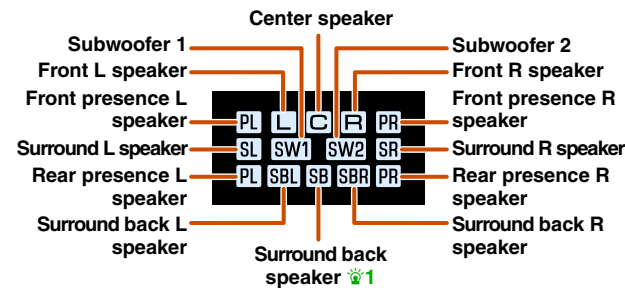 Center speaker
Subwoofer 1
Subwoofer 2
Front L speaker
Front R speaker
Front presence L
speaker
Front presence R
speaker
PL L C R PR
Surround L speaker
SL SW1 SW2 SR
Surround R speaker
Rear presence L
speaker
PL SBL SB SBR PR
Rear presence R
speaker
Surround back L
speaker
Surround back R
speaker
Surround back
speaker 1